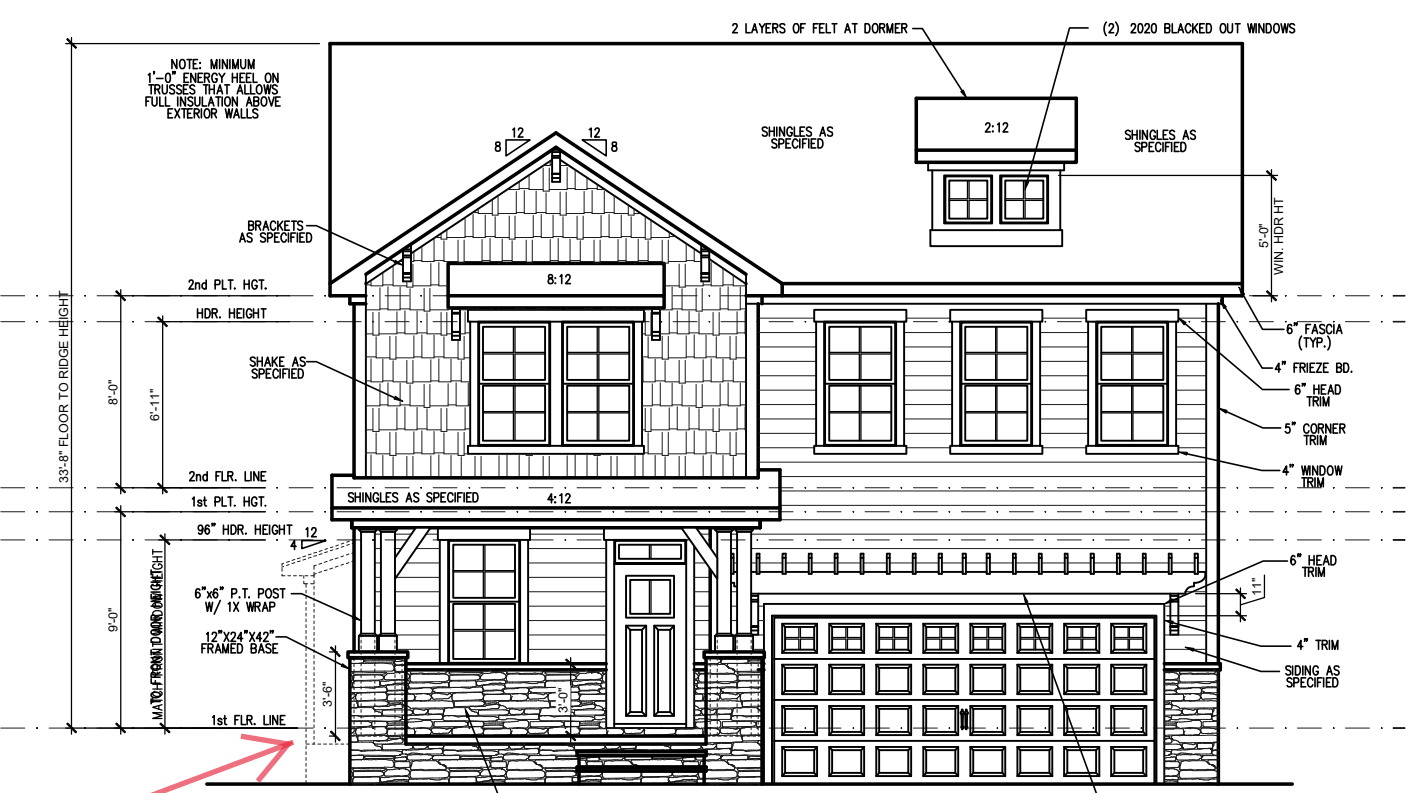 2 LAYERS OF FELT AT DORMER
(2) 2020 BLACKED OUT WINDOWS
NOTE: MINIMUM
1'-0" ENERGY HEEL ON
TRUSSES THAT ALLOWS
FULL INSULATION ABOVE
EXTERIOR WALLS
12
8
12
8
SHINGLES AS
SPECIFIED
2:12
SHINGLES AS
SPECIFIED
BRACKETS
AS SPECIFIED
5'-0"
WIN. HDR HT
8:12
2nd PLT. HGT.
HDR. HEIGHT
33'-8" FLOOR TO RIDGE HEIGHT
8'-0"
6'-11"
SHAKE AS
SPECIFIED
6" FASCIA
(TYP.)
4" FRIEZE BD.
6" HEAD
TRIM
5" CORNER
TRIM
4" WINDOW
TRIM
2nd FLR. LINE
1st PLT. HGT.
SHINGLES AS SPECIFIED
4:12
96" HDR. HEIGHT
12
4
9'-0"
6"x6" P.T. POST
W/ 1X WRAP
12"X24"X42"
FRAMED BASE
3'-6"
3'-0"
6" HEAD
TRIM
11"
4" TRIM
SIDING AS
SPECIFIED
1st FLR. LINE